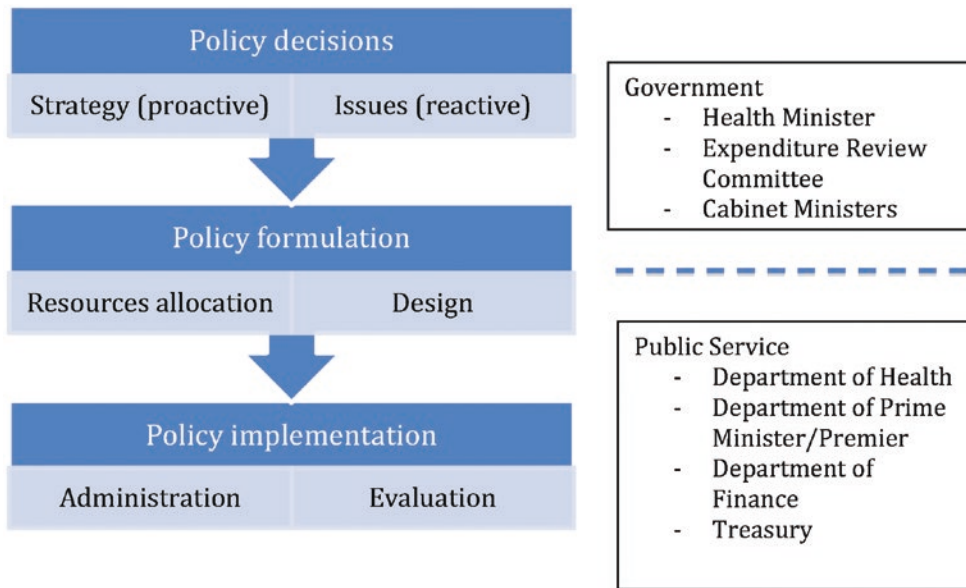 Policy decisions
Strategy (proactive)
Issues (reactive)
Policy formulation
Resources allocation
Design
Policy implementation
Administration
Evaluation
Government
- Health Minister
- Expenditure Review
Committee
- Cabinet Ministers
Public Service
- Department of Health
- Department of Prime
Minister/Premier
- Department of
Finance
- Treasury